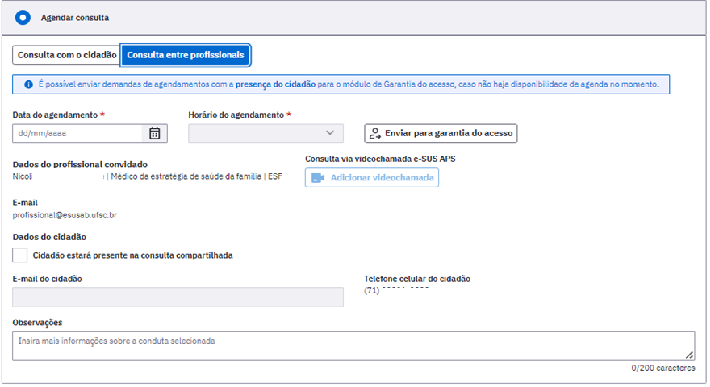 Agendar consulta
Consulta com o cidadão Consulta entre profissionais
É possível enviar demandas de agendamentos com a presença do cidadão para o módulo de Garantia do acesso, caso não haja disponibilidade de agenda no momento.
Data do agendamento * Horário do agendamento *
dd/mm/aaaa Enviar para garantia do acesso
Dados do profissional convidado Consulta via videochamada e-SUS APS
Nicoli | Médico de estratégia de saúde da família | ESF Adicionar videochamada
E-mail
profissional@esusab.ufsc.br
Dados do cidadão
Cidadão estará presente na consulta compartilhada
E-mail do cidadão Telefone celular do cidadão
(71)
Observações
Insira mais informações sobre a conduta selecionada
0/200 caracteres